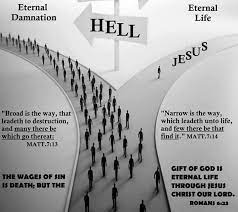 Eternal
Damnation
Eternal
Life
HELL
JESUS
"Broad is the way, that
leadeth to destruction,
and many there be
which go thereat:
MATT.7:13
"Narrow is the way,
which leadeth unto life,
and few there be that
find it." MATT.7:14
THE WAGES OF SIN
IS DEATH; BUT THE
GIFT OF GOD IS
ETERNAL LIFE
THROUGH JESUS
CHRIST OUR LORD.
ROMANS 6:23